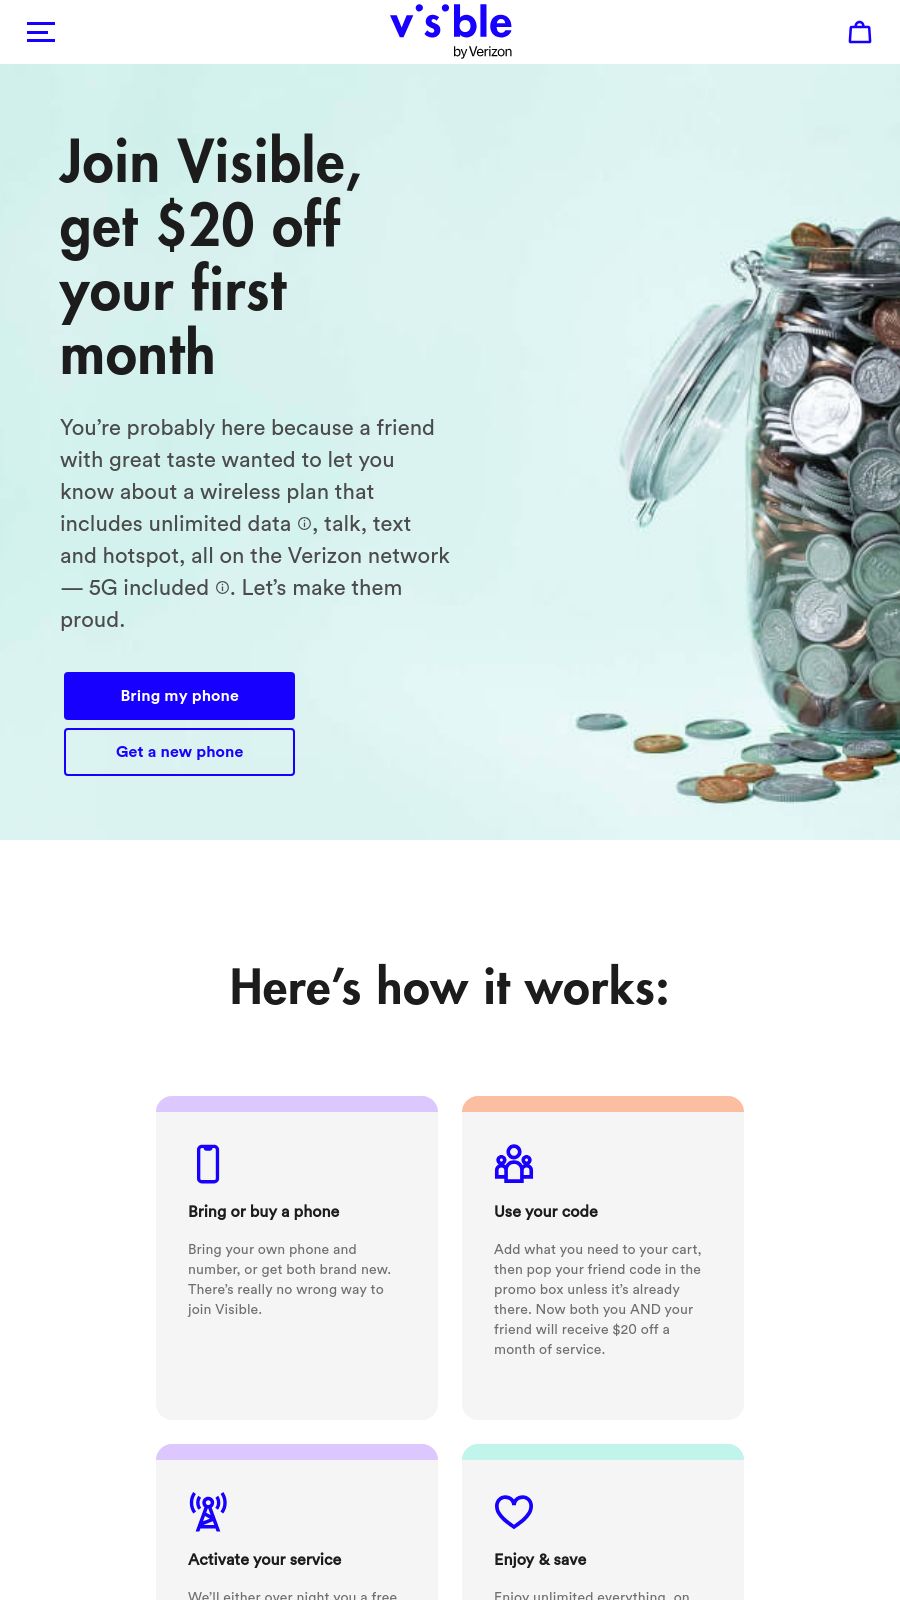 visible
by Verizon
Join Visible,
get $20 off
your first
month
You’re probably here because a friend
with great taste wanted to let you
know about a wireless plan that
includes unlimited data ⓘ, talk, text
and hotspot, all on the Verizon network
— 5G included ⓘ. Let’s make them
proud.
Bring my phone
Get a new phone
Here’s how it works:
Bring or buy a phone
Bring your own phone and
number, or get both brand new.
There’s really no wrong way to
join Visible.
Use your code
Add what you need to your cart,
then pop your friend code in the
promo box unless it’s already
there. Now both you AND your
friend will receive $20 off a
month of service.
Activate your service
We’ll either over night you a free
Enjoy & save
Enjoy unlimited everything, on